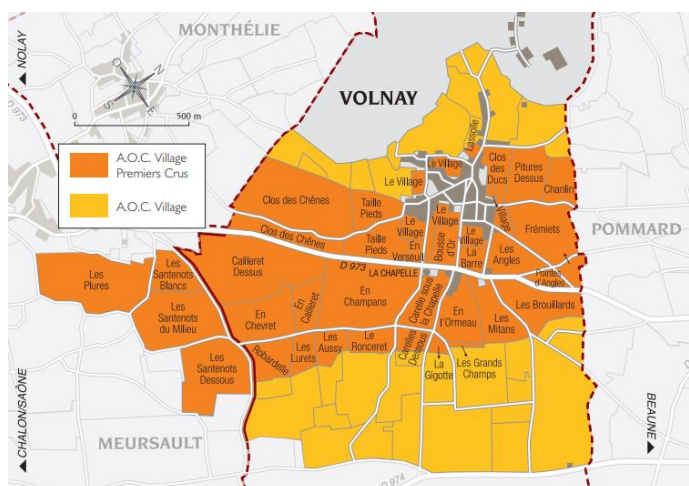 MONTHÉLIE
NOLAY
D 973
O
N
S
E
0
500 m
VOLNAY
A.O.C. Village
Premiers Crus
A.O.C. Village
Lassolle
Le Village
Le Village
Clos
des
Ducs
Pitures
Dessus
Chanlin
Village
Clos des Chênes
Taille
Pieds
Le
Village
Le
Village
Frémiets
POMMARD
Clos des Chênes
Taille
Pieds
En
Verseuil
Bousse
d'Or
Le
Village
La
Barre
Les
Angles
Pointes
d'Angles
D 973
LA CHAPELLE
Les
Plures
Les
Santenots
Blancs
Cailleret
Dessus
Les
Santenots
du Milieu
En
Chevret
En
Cailleret
En
Champans
Carelle sous
la Chapelle
En
l'Ormeau
Les
Mitans
Les Brouillards
Les
Santenots
Dessous
Robardelle
Les
Lurets
Les
Aussy
Le
Ronceret
Carelles
Dessous
La
Gigotte
Les Grands
Champs
MEURSAULT
CHALON/SAÔNE
BEAUNE
D 974